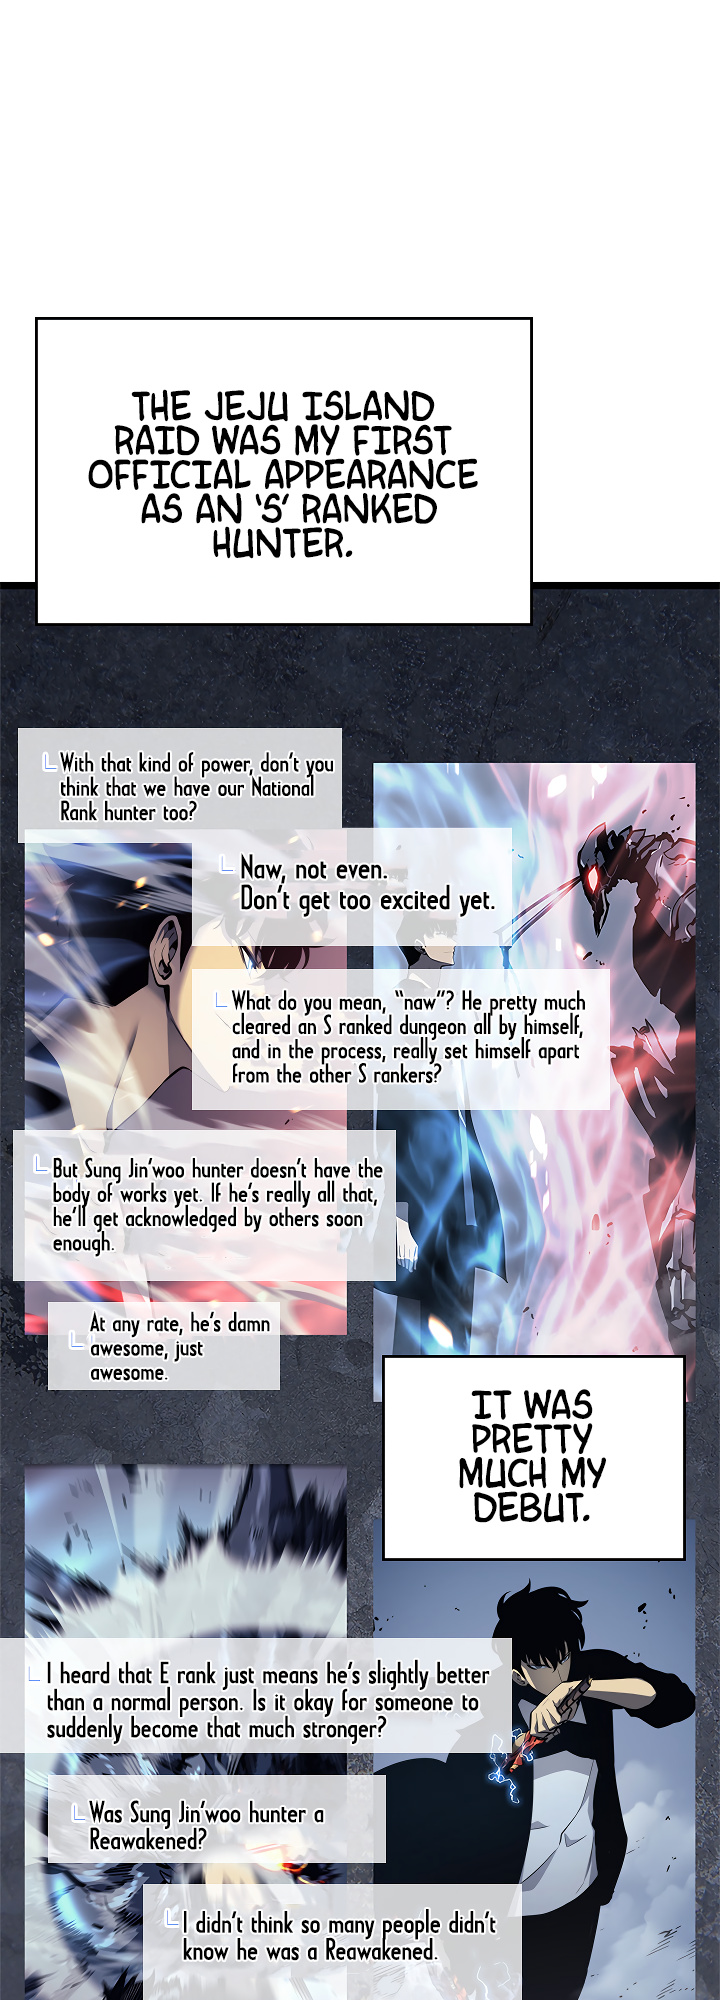 THE JEJU ISLAND
RAID WAS MY FIRST
OFFICIAL APPEARANCE
AS AN 'S' RANKED
HUNTER.
With that kind of power, don't you
think that we have our National
Rank hunter too?
Naw, not even.
Don't get too excited yet.
What do you mean, "naw"? He pretty much
cleared an S ranked dungeon all by himself,
and in the process, really set himself apart
from the other S rankers?
But Sung Jin'woo hunter doesn't have the
body of works yet. If he's really all that,
he'll get acknowledged by others soon
enough.
At any rate, he's damn
awesome, just
awesome.
IT WAS
PRETTY
MUCH MY
DEBUT.
I heard that E rank just means he's slightly better
than a normal person. Is it okay for someone to
suddenly become that much stronger?
Was Sung Jin'woo hunter a
Reawakened?
I didn't think so many people didn't
know he was a Reawakened.